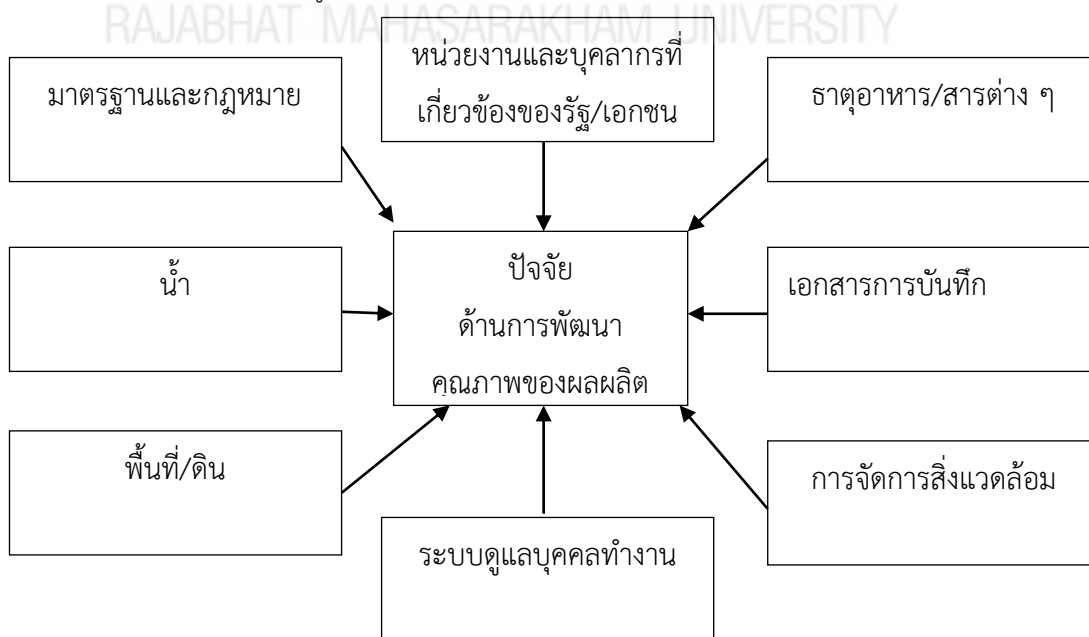 RAJABHAT MAHASARAKHAM UNIVERSITY
หน่วยงานและบุคลากรที่
เกี่ยวข้องของรัฐ/เอกชน
มาตรฐานและกฎหมาย
ธาตุอาหาร/สารต่าง ๆ
น้ำ
ปัจจัย
ด้านการพัฒนา
คุณภาพของผลผลิต
เอกสารการบันทึก
พื้นที่/ดิน
การจัดการสิ่งแวดล้อม
ระบบดูแลบุคคลทำงาน